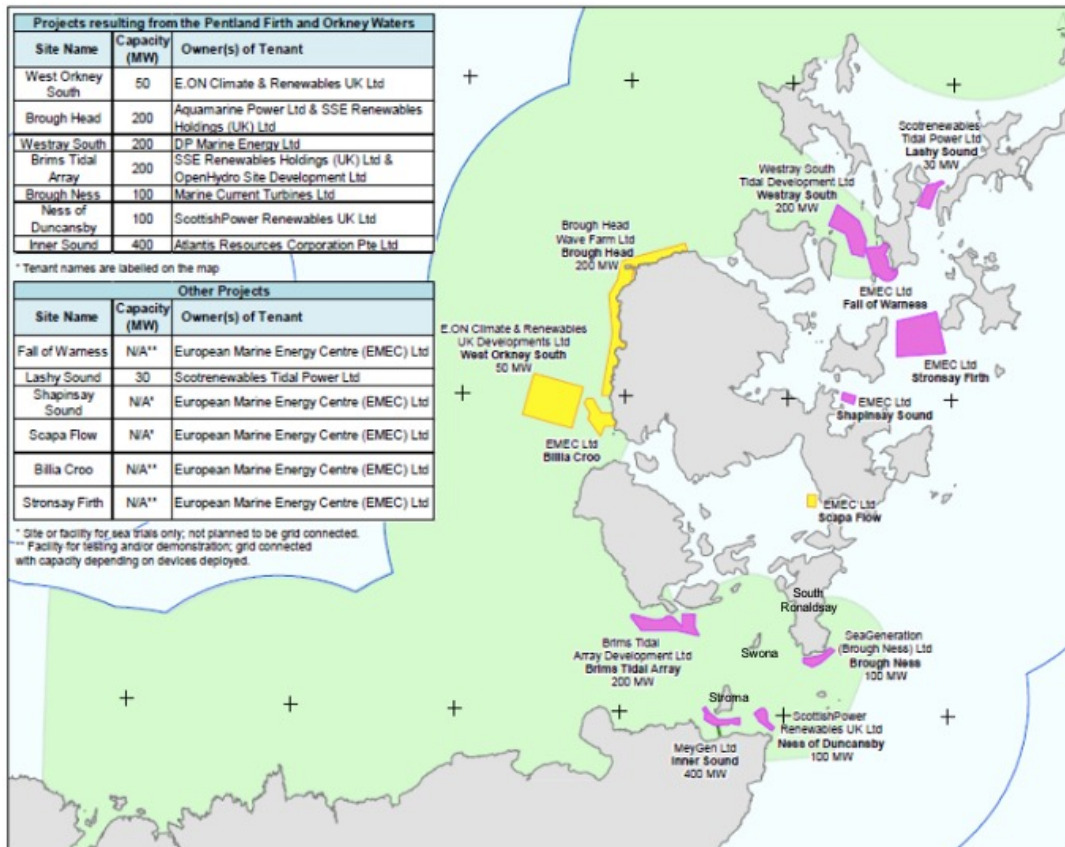 Projects resulting from the Pentland Firth and Orkney Waters
Site Name
Capacity
(MW)
Owner(s) of Tenant
West Orkney
South
50
E.ON Climate & Renewables UK Ltd
Brough Head
200
Aquamarine Power Ltd & SSE Renewables
Holdings (UK) Ltd
Westray South
200
DP Marine Energy Ltd
Brims Tidal
Array
200
SSE Renewables Holdings (UK) Ltd &
OpenHydro Site Development Ltd
Brough Ness
100
Marine Current Turbines Ltd
Ness of
Duncansby
100
ScottishPower Renewables UK Ltd
Inner Sound
400
Atlantis Resources Corporation Pte Ltd
* Tenant names are labelled on the map
Other Projects
Site Name
Capacity
(MW)
Owner(s) of Tenant
Fall of Warness
N/A**
European Marine Energy Centre (EMEC) Ltd
Lashy Sound
30
Scotrenewables Tidal Power Ltd
Shapinsay
Sound
N/A*
European Marine Energy Centre (EMEC) Ltd
Scapa Flow
N/A*
European Marine Energy Centre (EMEC) Ltd
Billia Croo
N/A**
European Marine Energy Centre (EMEC) Ltd
Stronsay Firth
N/A**
European Marine Energy Centre (EMEC) Ltd
* Site or facility for sea trials only; not planned to be grid connected.
** Facility for testing and/or demonstration; grid connected
with capacity depending on devices deployed.
Scotrenewables
Tidal Power Ltd
Lashy Sound
30 MW
Westray South
Tidal Development Ltd
Westray South
200 MW
Brough Head
Wave Farm Ltd
Brough Head
200 MW
EMEC Ltd
Fall of Warness
E.ON Climate & Renewables
UK Developments Ltd
West Orkney South
50 MW
EMEC Ltd
Stronsay Firth
EMEC Ltd
Shapinsay Sound
EMEC Ltd
Billia Croo
EMEC Ltd
Scapa Flow
South
Ronaldsay
Brims Tidal
Array Development Ltd
Brims Tidal Array
200 MW
Swona
SeaGeneration
(Brough Ness) Ltd
Brough Ness
100 MW
Stroma
MeyGen Ltd
Inner Sound
400 MW
ScottishPower
Renewables UK Ltd
Ness of Duncansby
100 MW